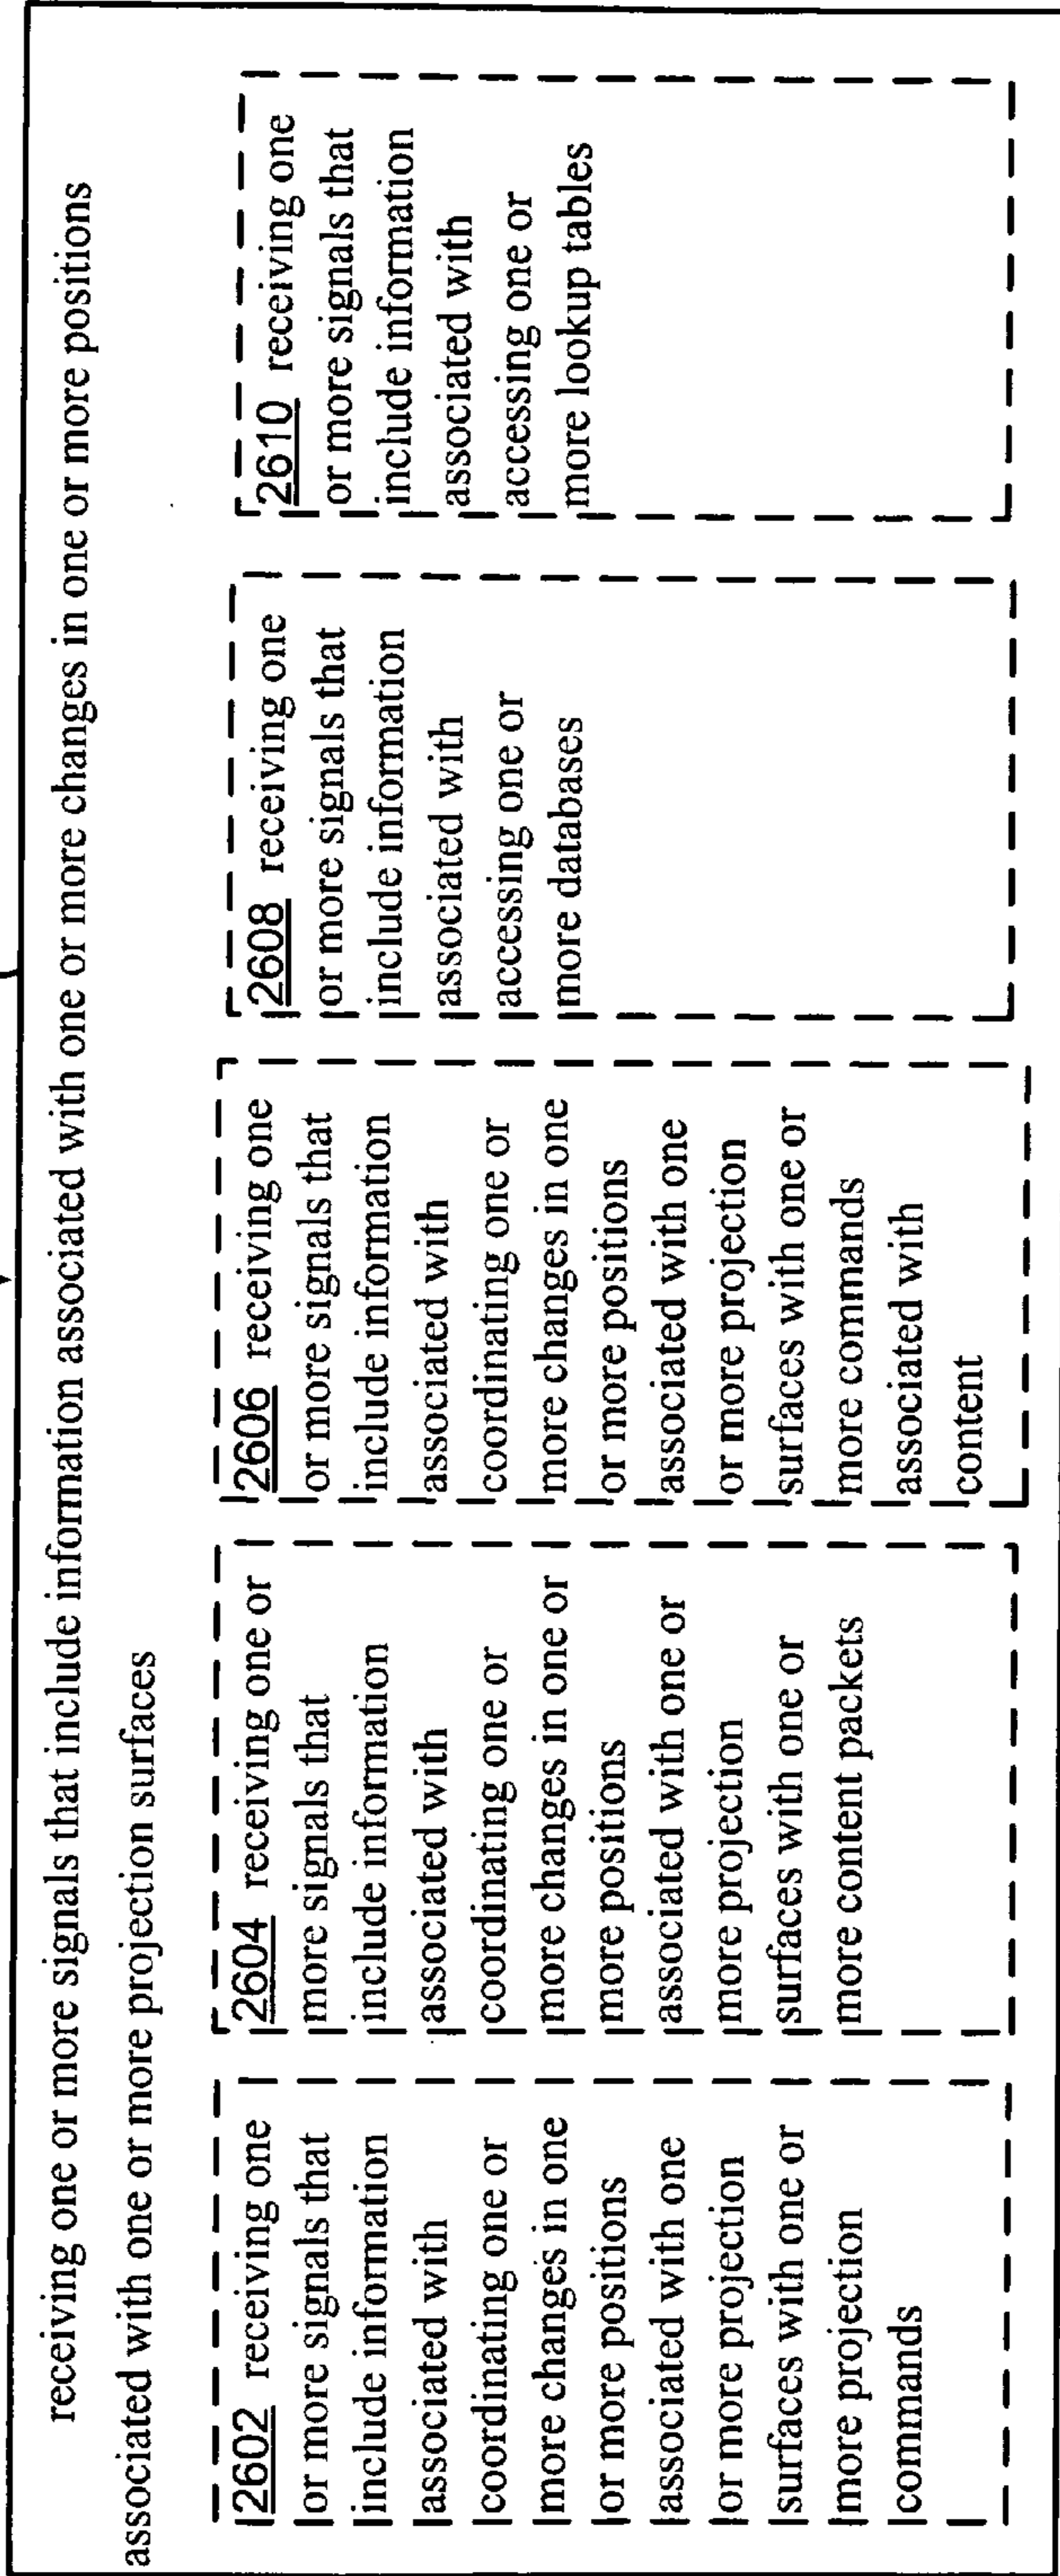 receiving one or more signals that include information associated with one or more changes in one or more positions
associated with one or more projection surfaces
2602 receiving one
or more signals that
include information
associated with
coordinating one or
more changes in one
or more positions
associated with one
or more projection
surfaces with one or
more projection
commands
2604 receiving one or
more signals that
include information
associated with
coordinating one or
more changes in one or
more positions
associated with one or
more projection
surfaces with one or
more content packets
2606 receiving one
or more signals that
include information
associated with
coordinating one or
more changes in one
or more positions
associated with one
or more projection
surfaces with one or
more commands
associated with
content
2608 receiving one
or more signals that
include information
associated with
accessing one or
more databases
2610 receiving one
or more signals that
include information
associated with
accessing one or
more lookup tables